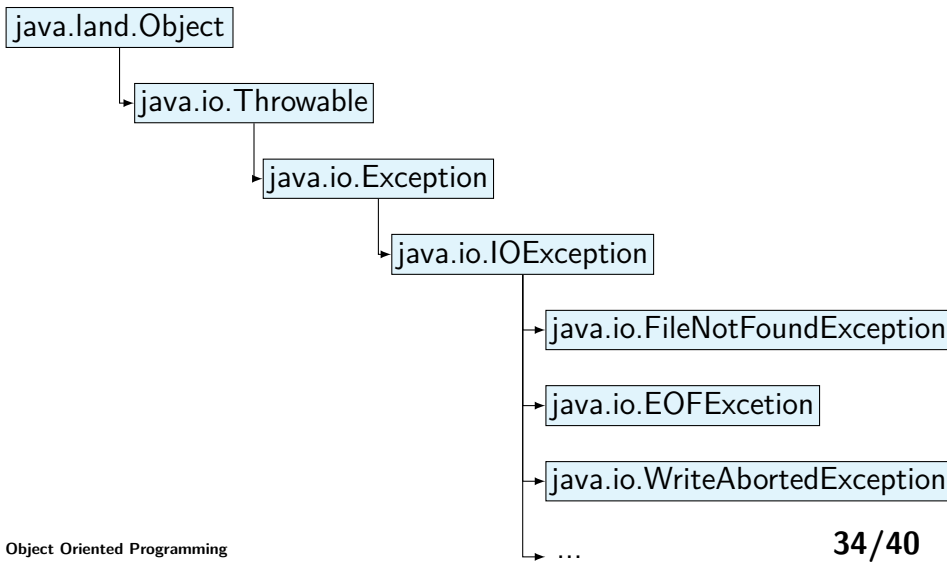 java.land.Object
java.io.Throwable
java.io.Exception
java.io.IOException
java.io.FileNotFoundException
java.io.EOFExcetion
java.io.WriteAbortedException
...
Object Oriented Programming
34/40